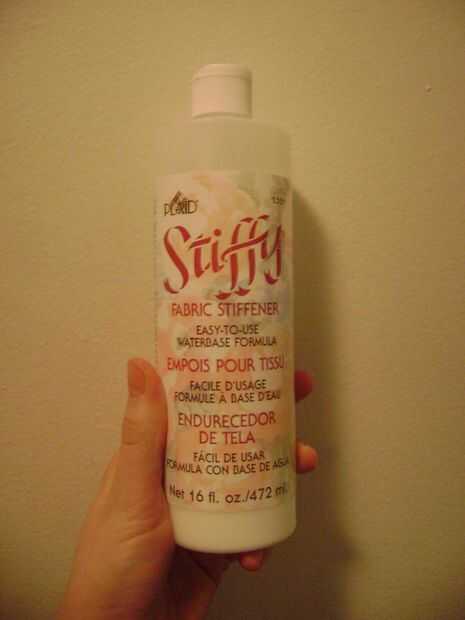 PLAID
Stiffy
FABRIC STIFFENER
EASY-TO-USE
WATERBASE FORMULA
EMPOIS POUR TISSU
FACILE D'USAGE
FORMULE À BASE D'EAU
ENDURECEDOR
DE TELA
FÁCIL DE USAR
FORMULA CON BASE DE AGUA
Net 16 fl. oz./472 ml